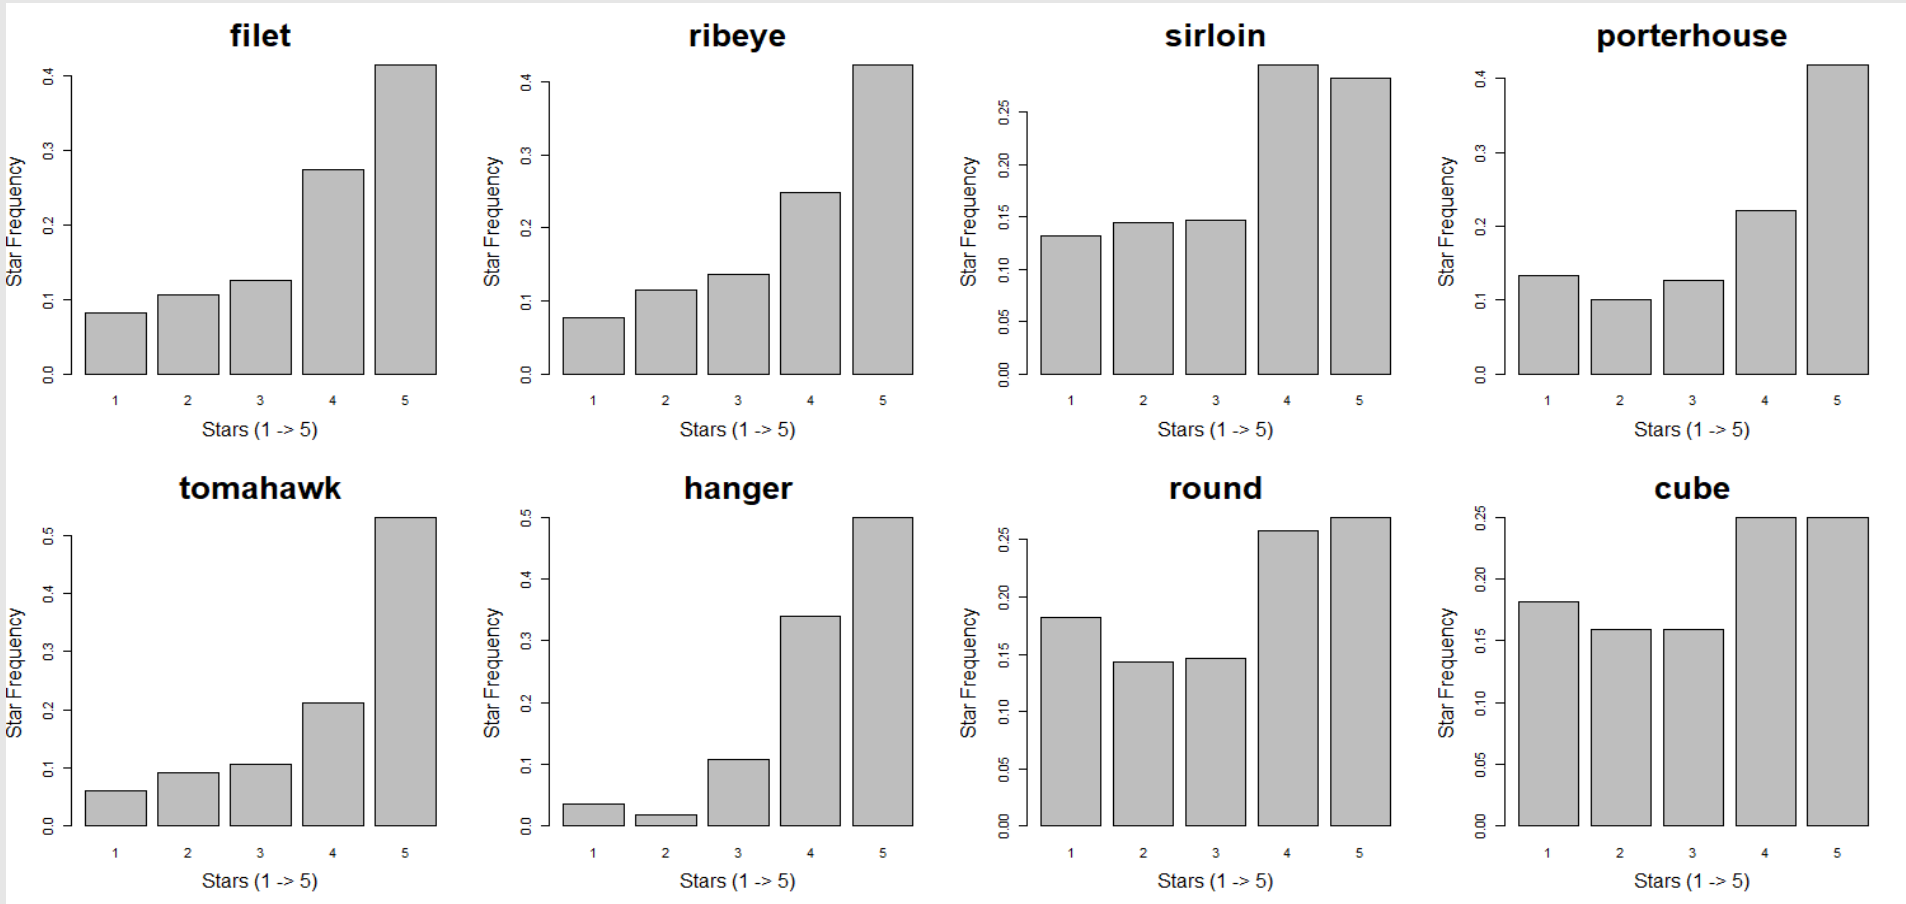 filet
Star Frequency
0.4
0.3
0.2
0.1
0.0
1 2 3 4 5
Stars (1 -> 5)
ribeye
Star Frequency
0.4
0.3
0.2
0.1
0.0
1 2 3 4 5
Stars (1 -> 5)
sirloin
Star Frequency
0.25
0.20
0.15
0.10
0.05
0.00
1 2 3 4 5
Stars (1 -> 5)
porterhouse
Star Frequency
0.4
0.3
0.2
0.1
0.0
1 2 3 4 5
Stars (1 -> 5)
tomahawk
Star Frequency
0.5
0.4
0.3
0.2
0.1
0.0
1 2 3 4 5
Stars (1 -> 5)
hanger
Star Frequency
0.5
0.4
0.3
0.2
0.1
0.0
1 2 3 4 5
Stars (1 -> 5)
round
Star Frequency
0.25
0.20
0.15
0.10
0.05
0.00
1 2 3 4 5
Stars (1 -> 5)
cube
Star Frequency
0.25
0.20
0.15
0.10
0.05
0.00
1 2 3 4 5
Stars (1 -> 5)